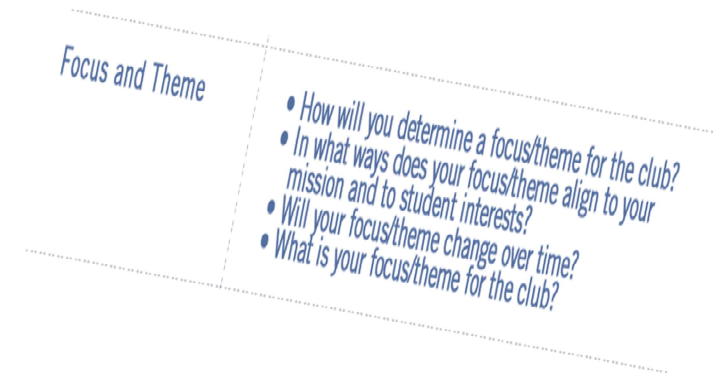 Focus and Theme
• How will you determine a focus/theme for the club?
• In what ways does your focus/theme align to your
mission and to student interests?
• Will your focus/theme change over time?
• What is your focus/theme for the club?